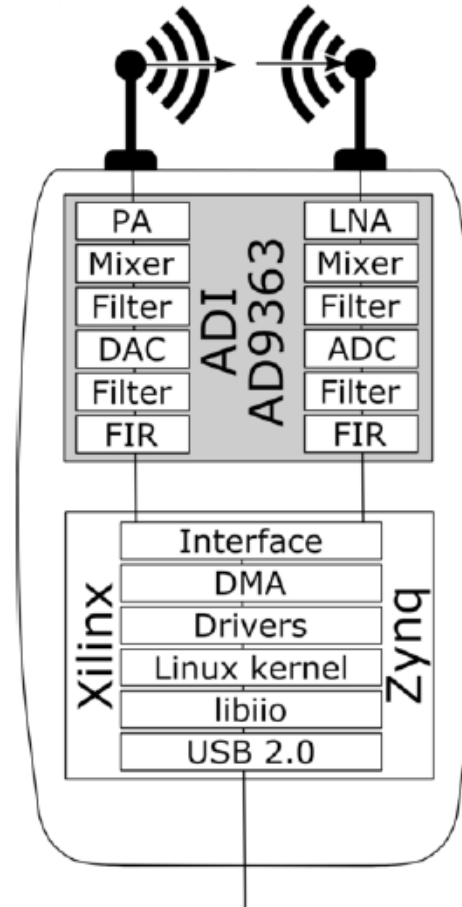 PA
Mixer
Filter
DAC
Filter
FIR
ADI
AD9363
LNA
Mixer
Filter
ADC
Filter
FIR
Xilinx
Interface
DMA
Drivers
Linux kernel
libiio
USB 2.0
Zynq